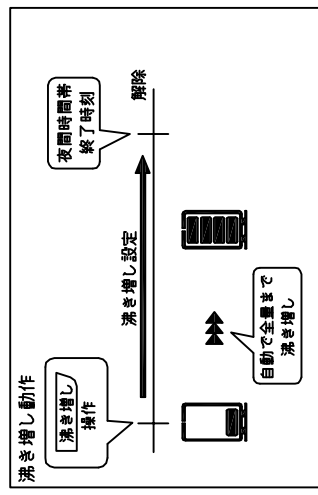 沸き増し動作
沸き増し
操作
沸き増し設定
夜間時間帯
終了時刻
解除
自動で全量まで
沸き増し